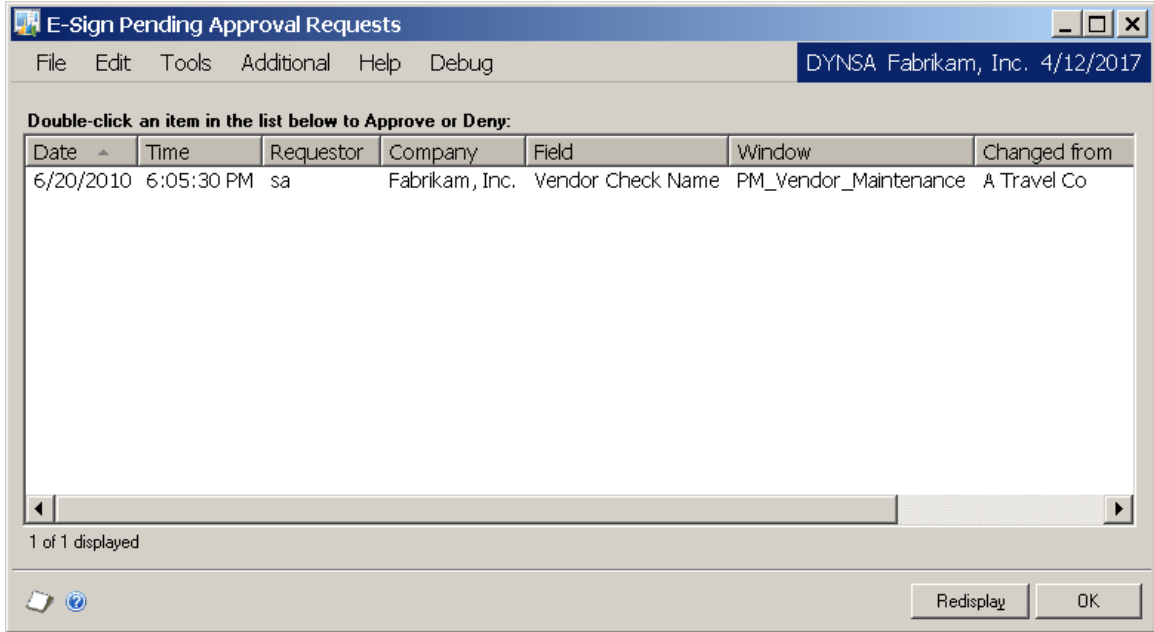 E-Sign Pending Approval Requests
File Edit Tools Additional Help Debug DYNSA Fabrikam, Inc. 4/12/2017
Double-click an item in the list below to Approve or Deny:
Date Time Requestor Company Field Window Changed from
6/20/2010 6:05:30 PM sa Fabrikam, Inc. Vendor Check Name PM_Vendor_Maintenance A Travel Co
1 of 1 displayed
Redisplay OK